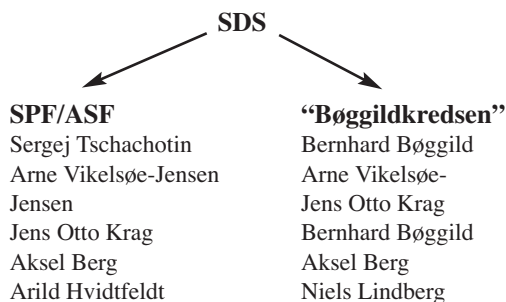 SDS
SPF/ASF
Sergej Tschachotin
Arne Vikelsøe-Jensen
Jensen
Jens Otto Krag
Aksel Berg
Arild Hvidtfeldt
“Bøggildkredsen”
Bernhard Bøggild
Arne Vikelsøe-
Jens Otto Krag
Bernhard Bøggild
Aksel Berg
Niels Lindberg